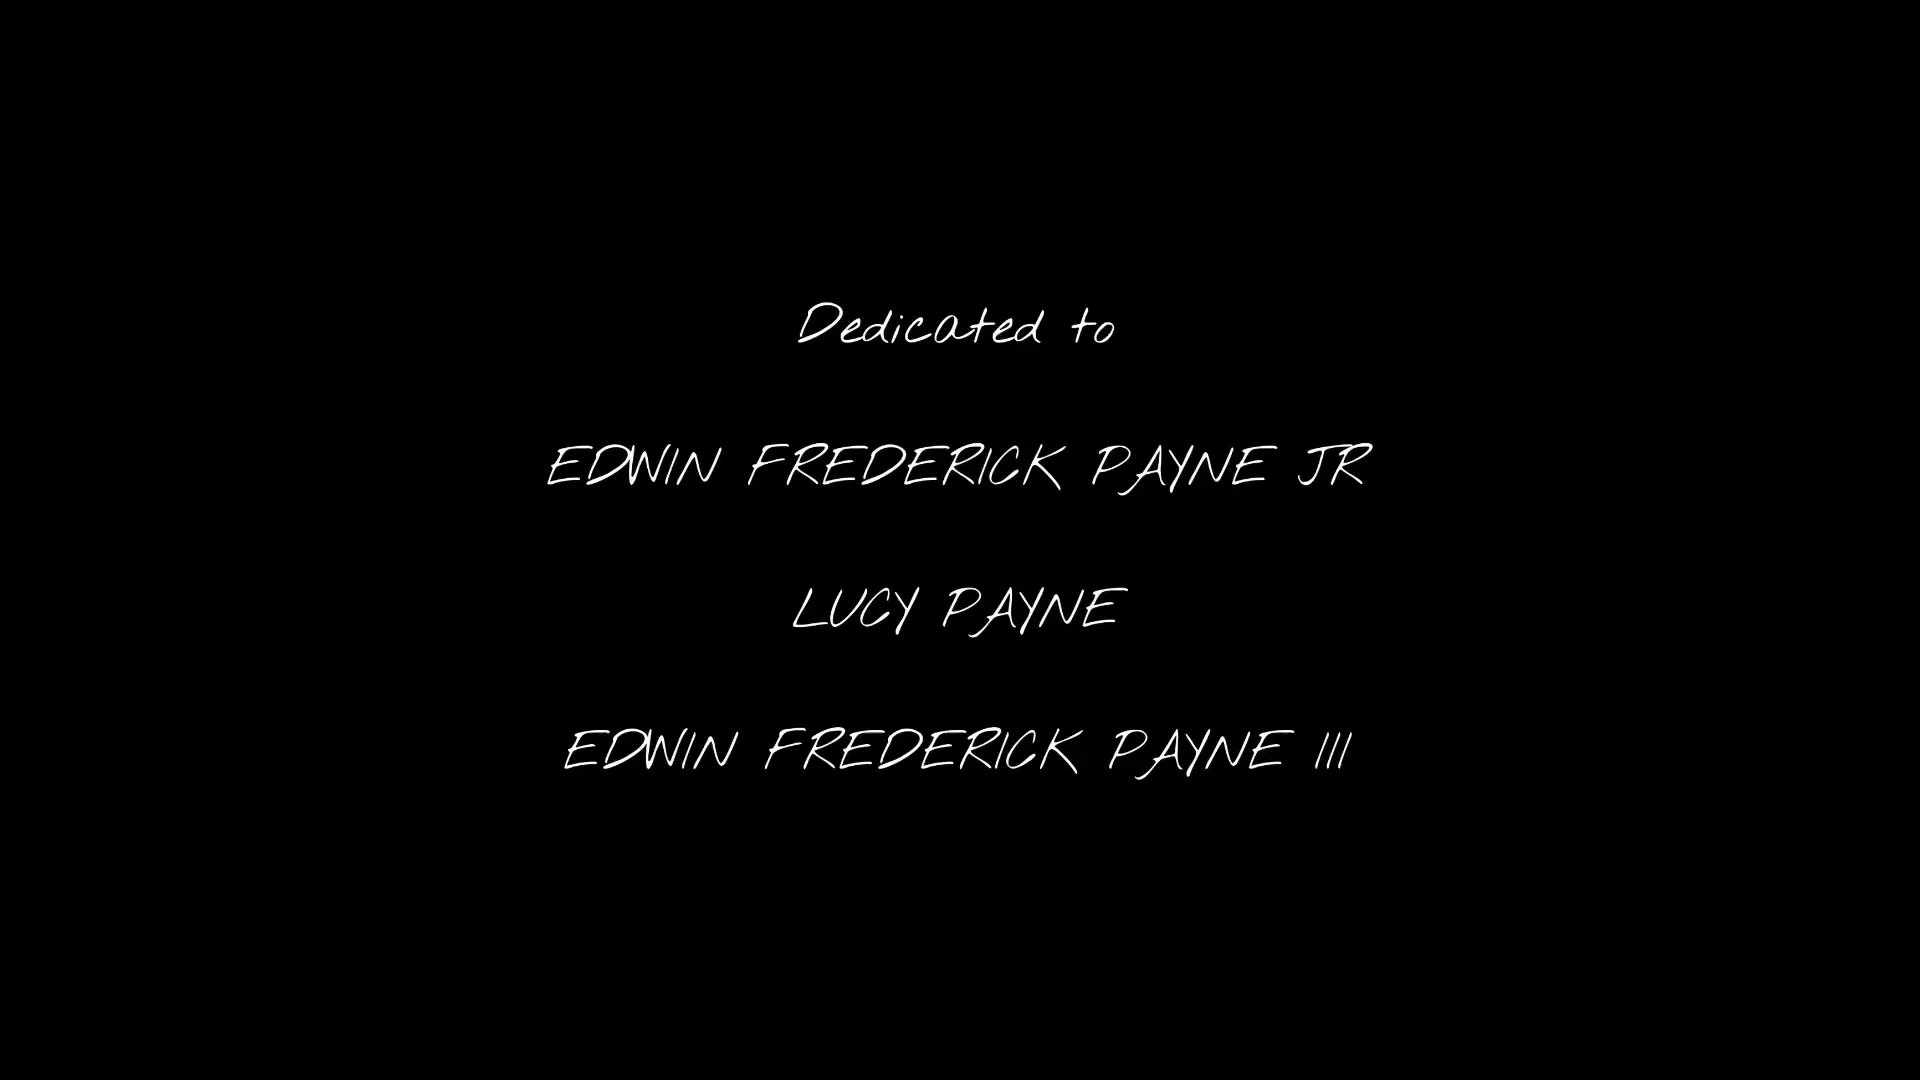 Dedicated to
EDWIN FREDERICK PAYNE JR
LUCY PAYNE
EDWIN FREDERICK PAYNE III